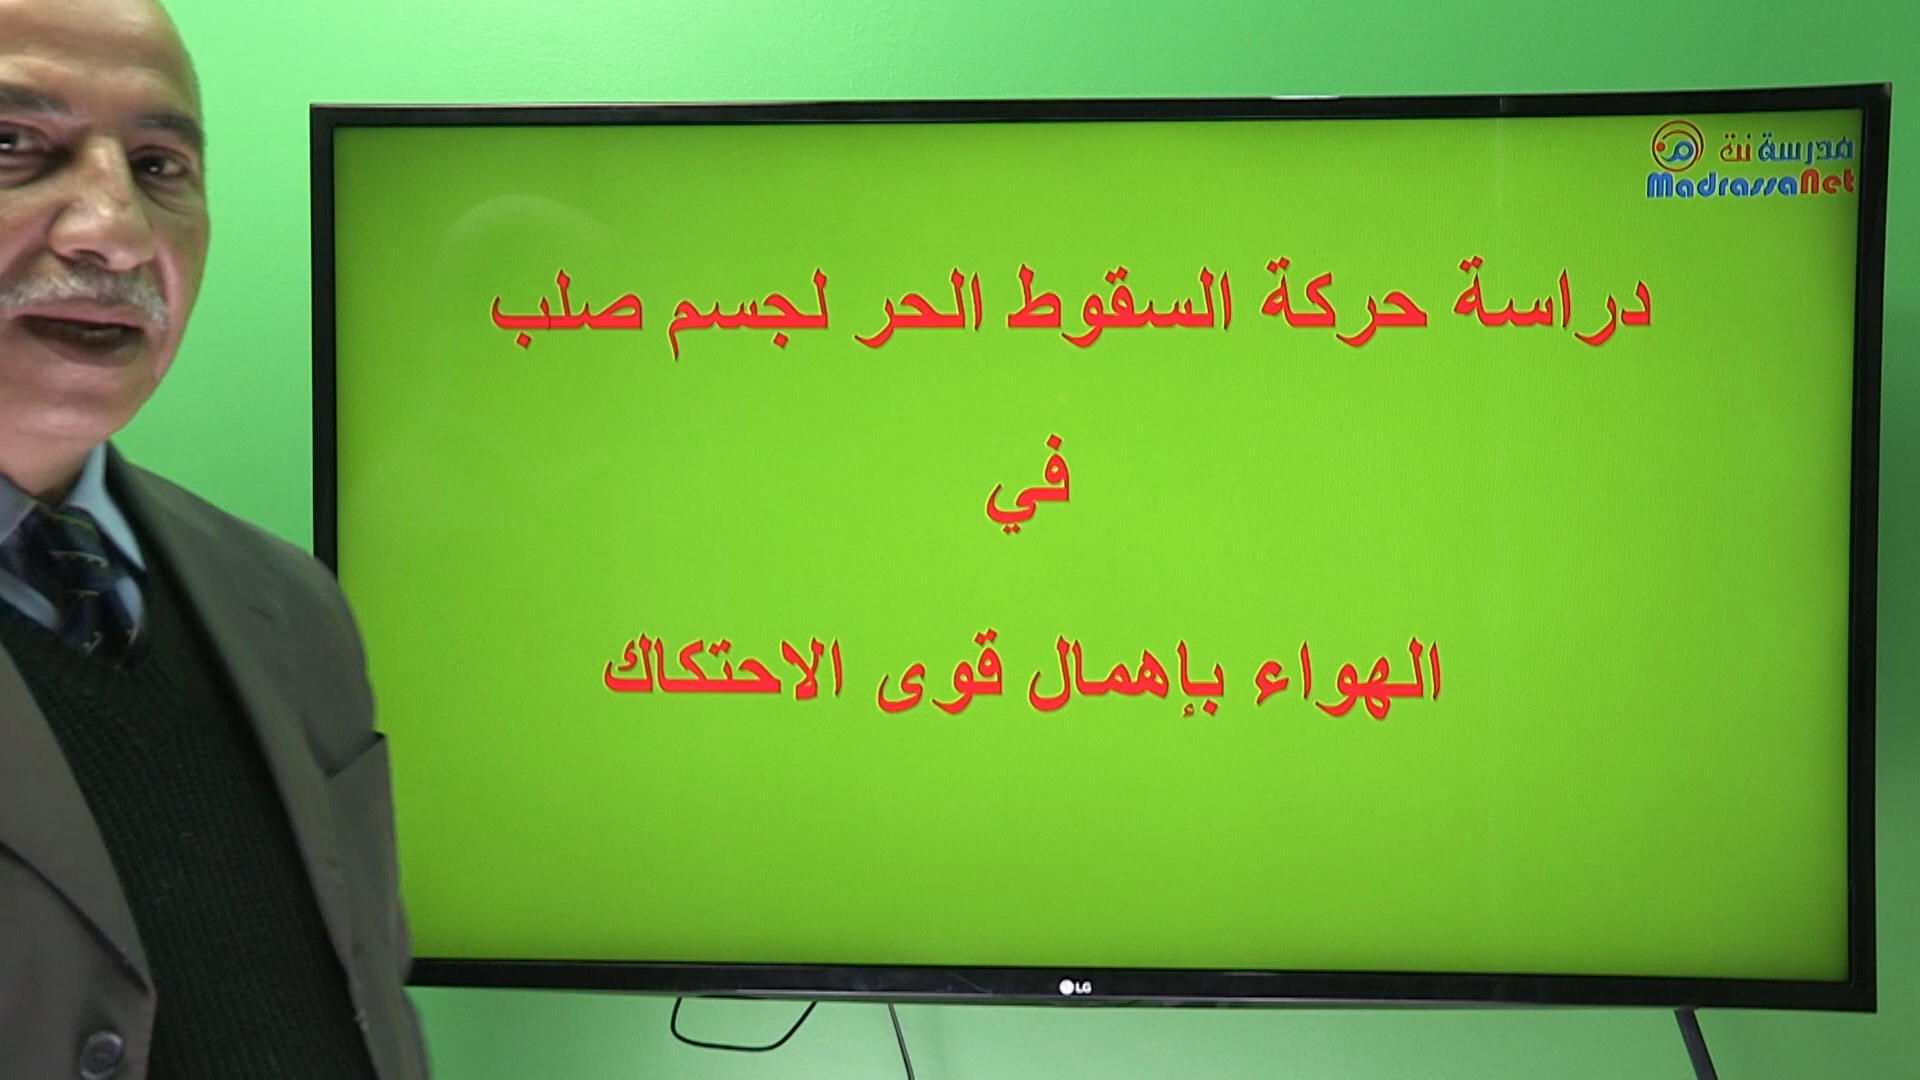 مدرسة نت
MadrassaNet
دراسة حركة السقوط الحر لجسم صلب
في
الهواء بإهمال قوى الاحتكاك
LG